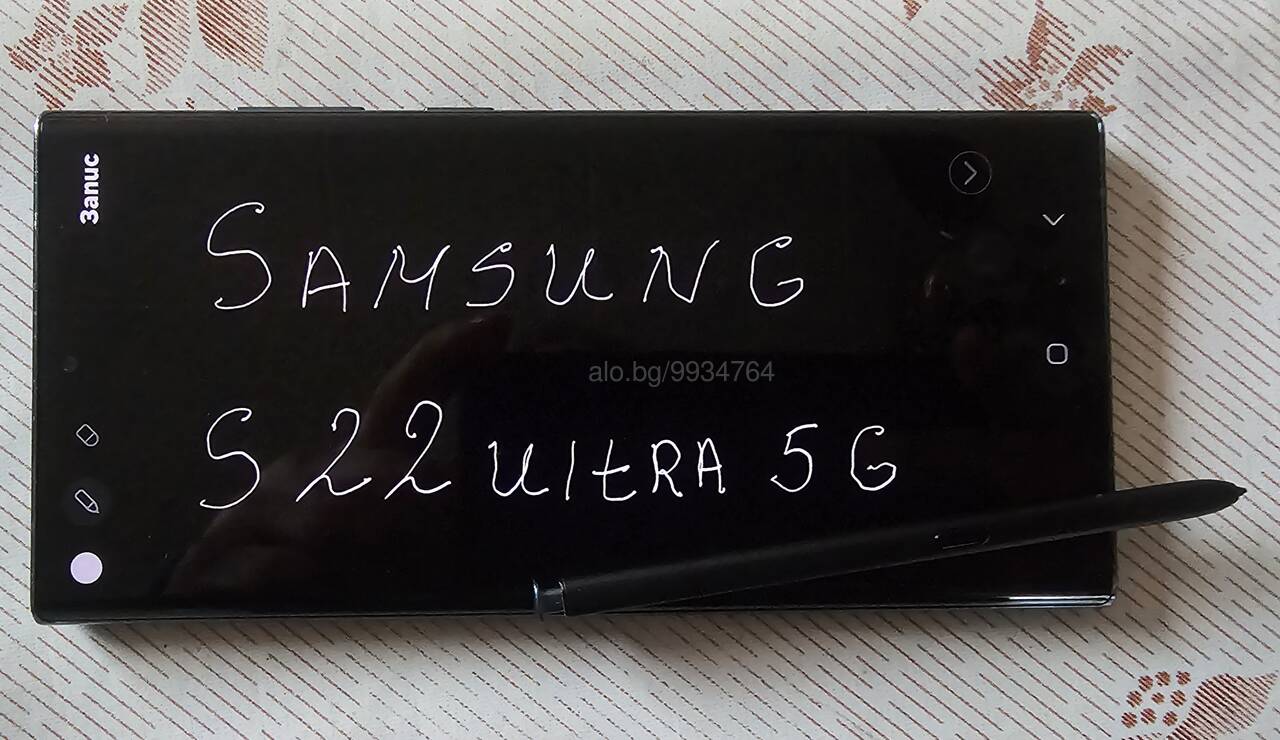 Запис
SAMSUNG
alo.bg/9934764
S22 UltRA 5G